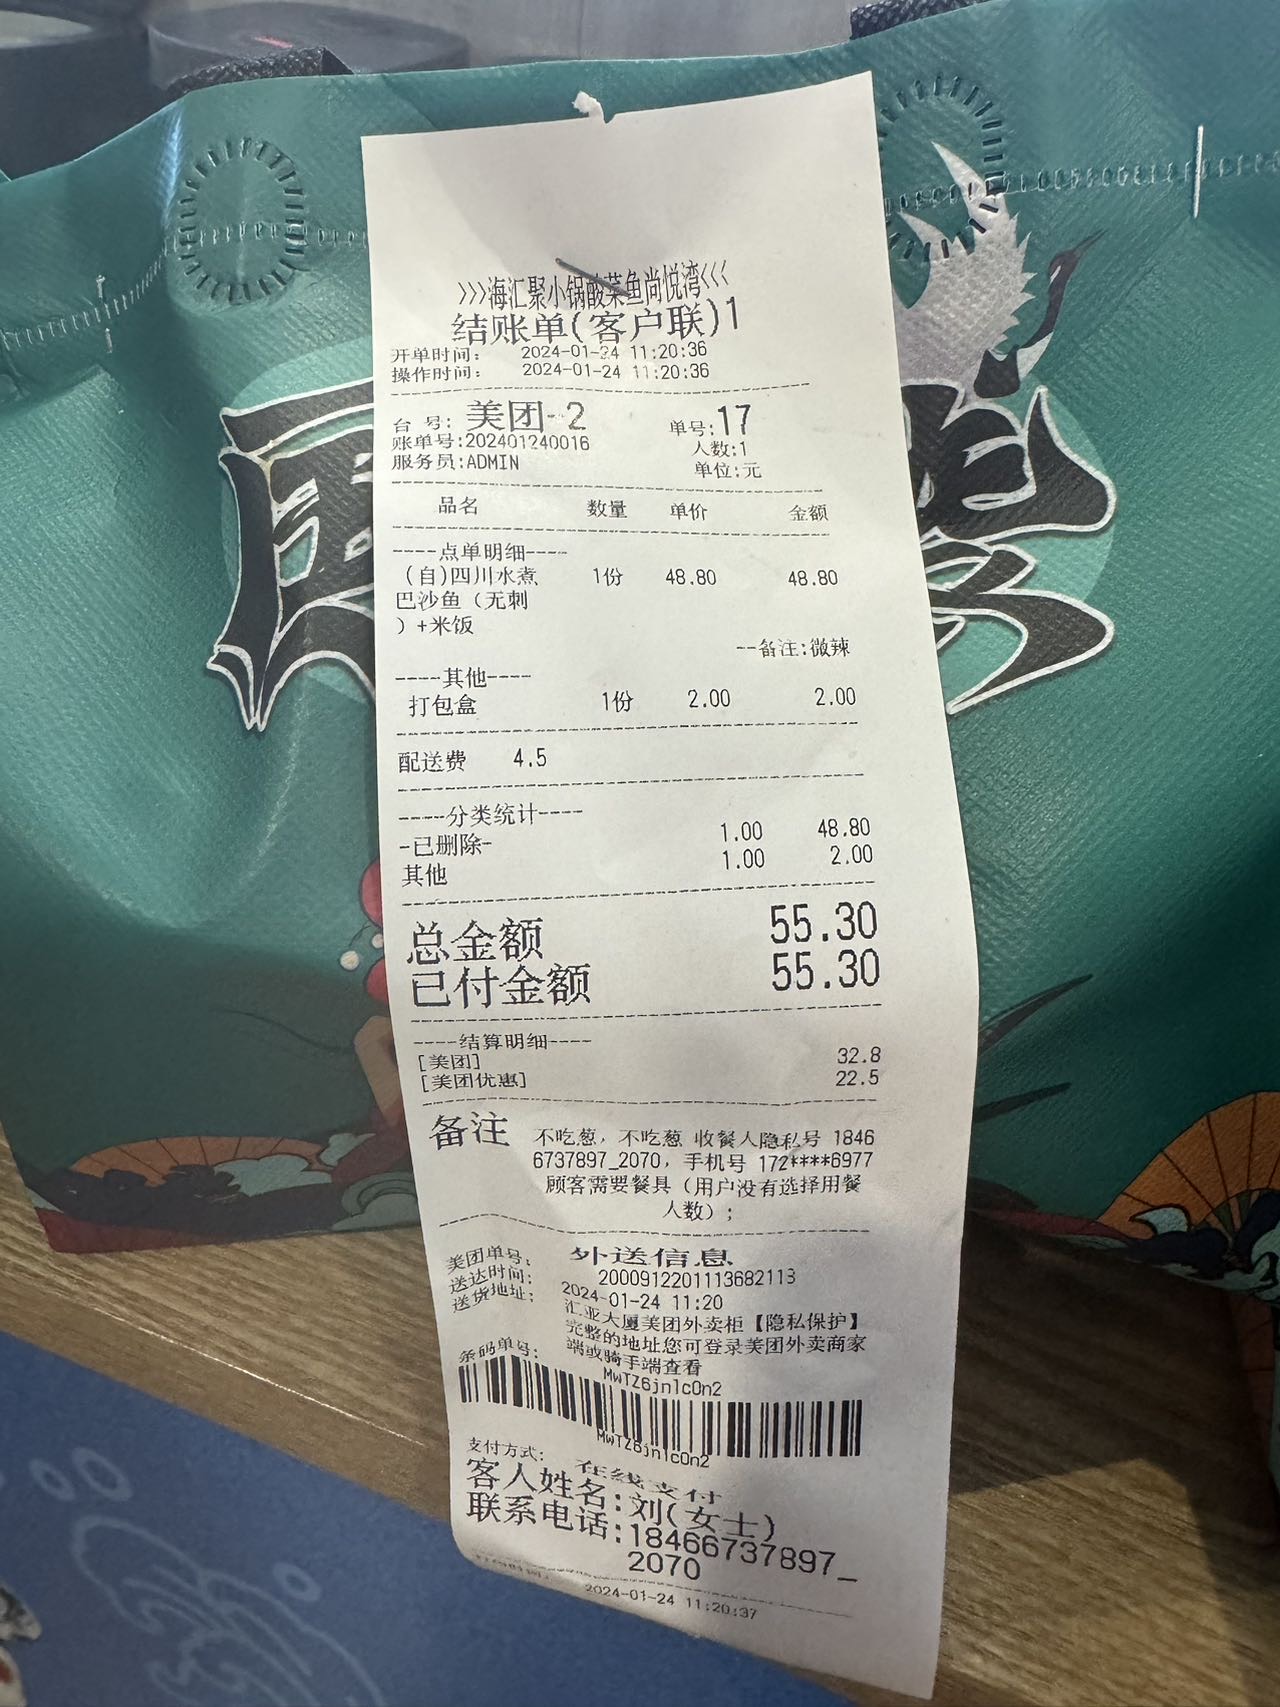 >>>海汇聚小锅酸菜鱼尚悦湾<<<
结账单(客户联)1
开单时间: 2024-01-24 11:20:36
操作时间: 2024-01-24 11:20:36
台 号: 美团-2 单号:17
账单号:202401240016 人数:1
服务员:ADMIN 单位:元
品名 数量 单价 金额
----点单明细----
(自)四川水煮 1份 48.80 48.80
巴沙鱼（无刺
）+米饭
--备注:微辣
----其他----
打包盒 1份 2.00 2.00
配送费 4.5
----分类统计----
-已删除- 1.00 48.80
其他 1.00 2.00
总金额 55.30
已付金额 55.30
----结算明细----
[美团] 32.8
[美团优惠] 22.5
备注 不吃葱，不吃葱 收餐人隐私号 1846
6737897_2070，手机号 172****6977
顾客需要餐具（用户没有选择用餐
人数）;
外送信息
美团单号: 2000912201113682113
送达时间: 2024-01-24 11:20
送货地址: 汇亚大厦美团外卖柜【隐私保护】
完整的地址您可登录美团外卖商家
端或骑手端查看
条码单号: MwTZ6jn1cOn2
MwTZ6jn1cOn2
支付方式: 在线支付
客人姓名:刘(女士)
联系电话:18466737897_
2070
2024-01-24 11:20:37